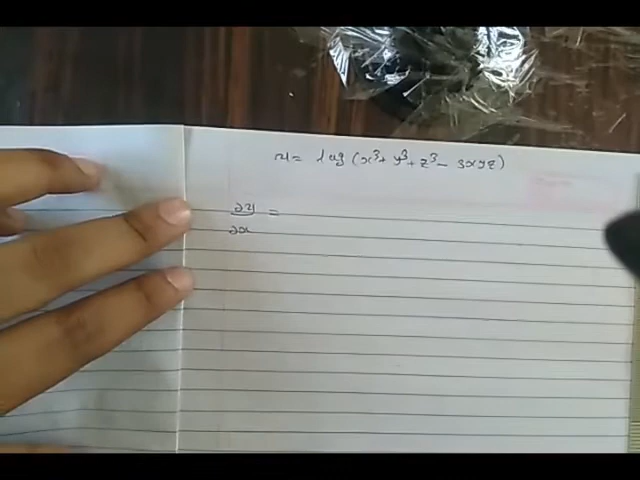 u = log (x³ + y³ + z³ - 3xyz)
∂u/∂x =